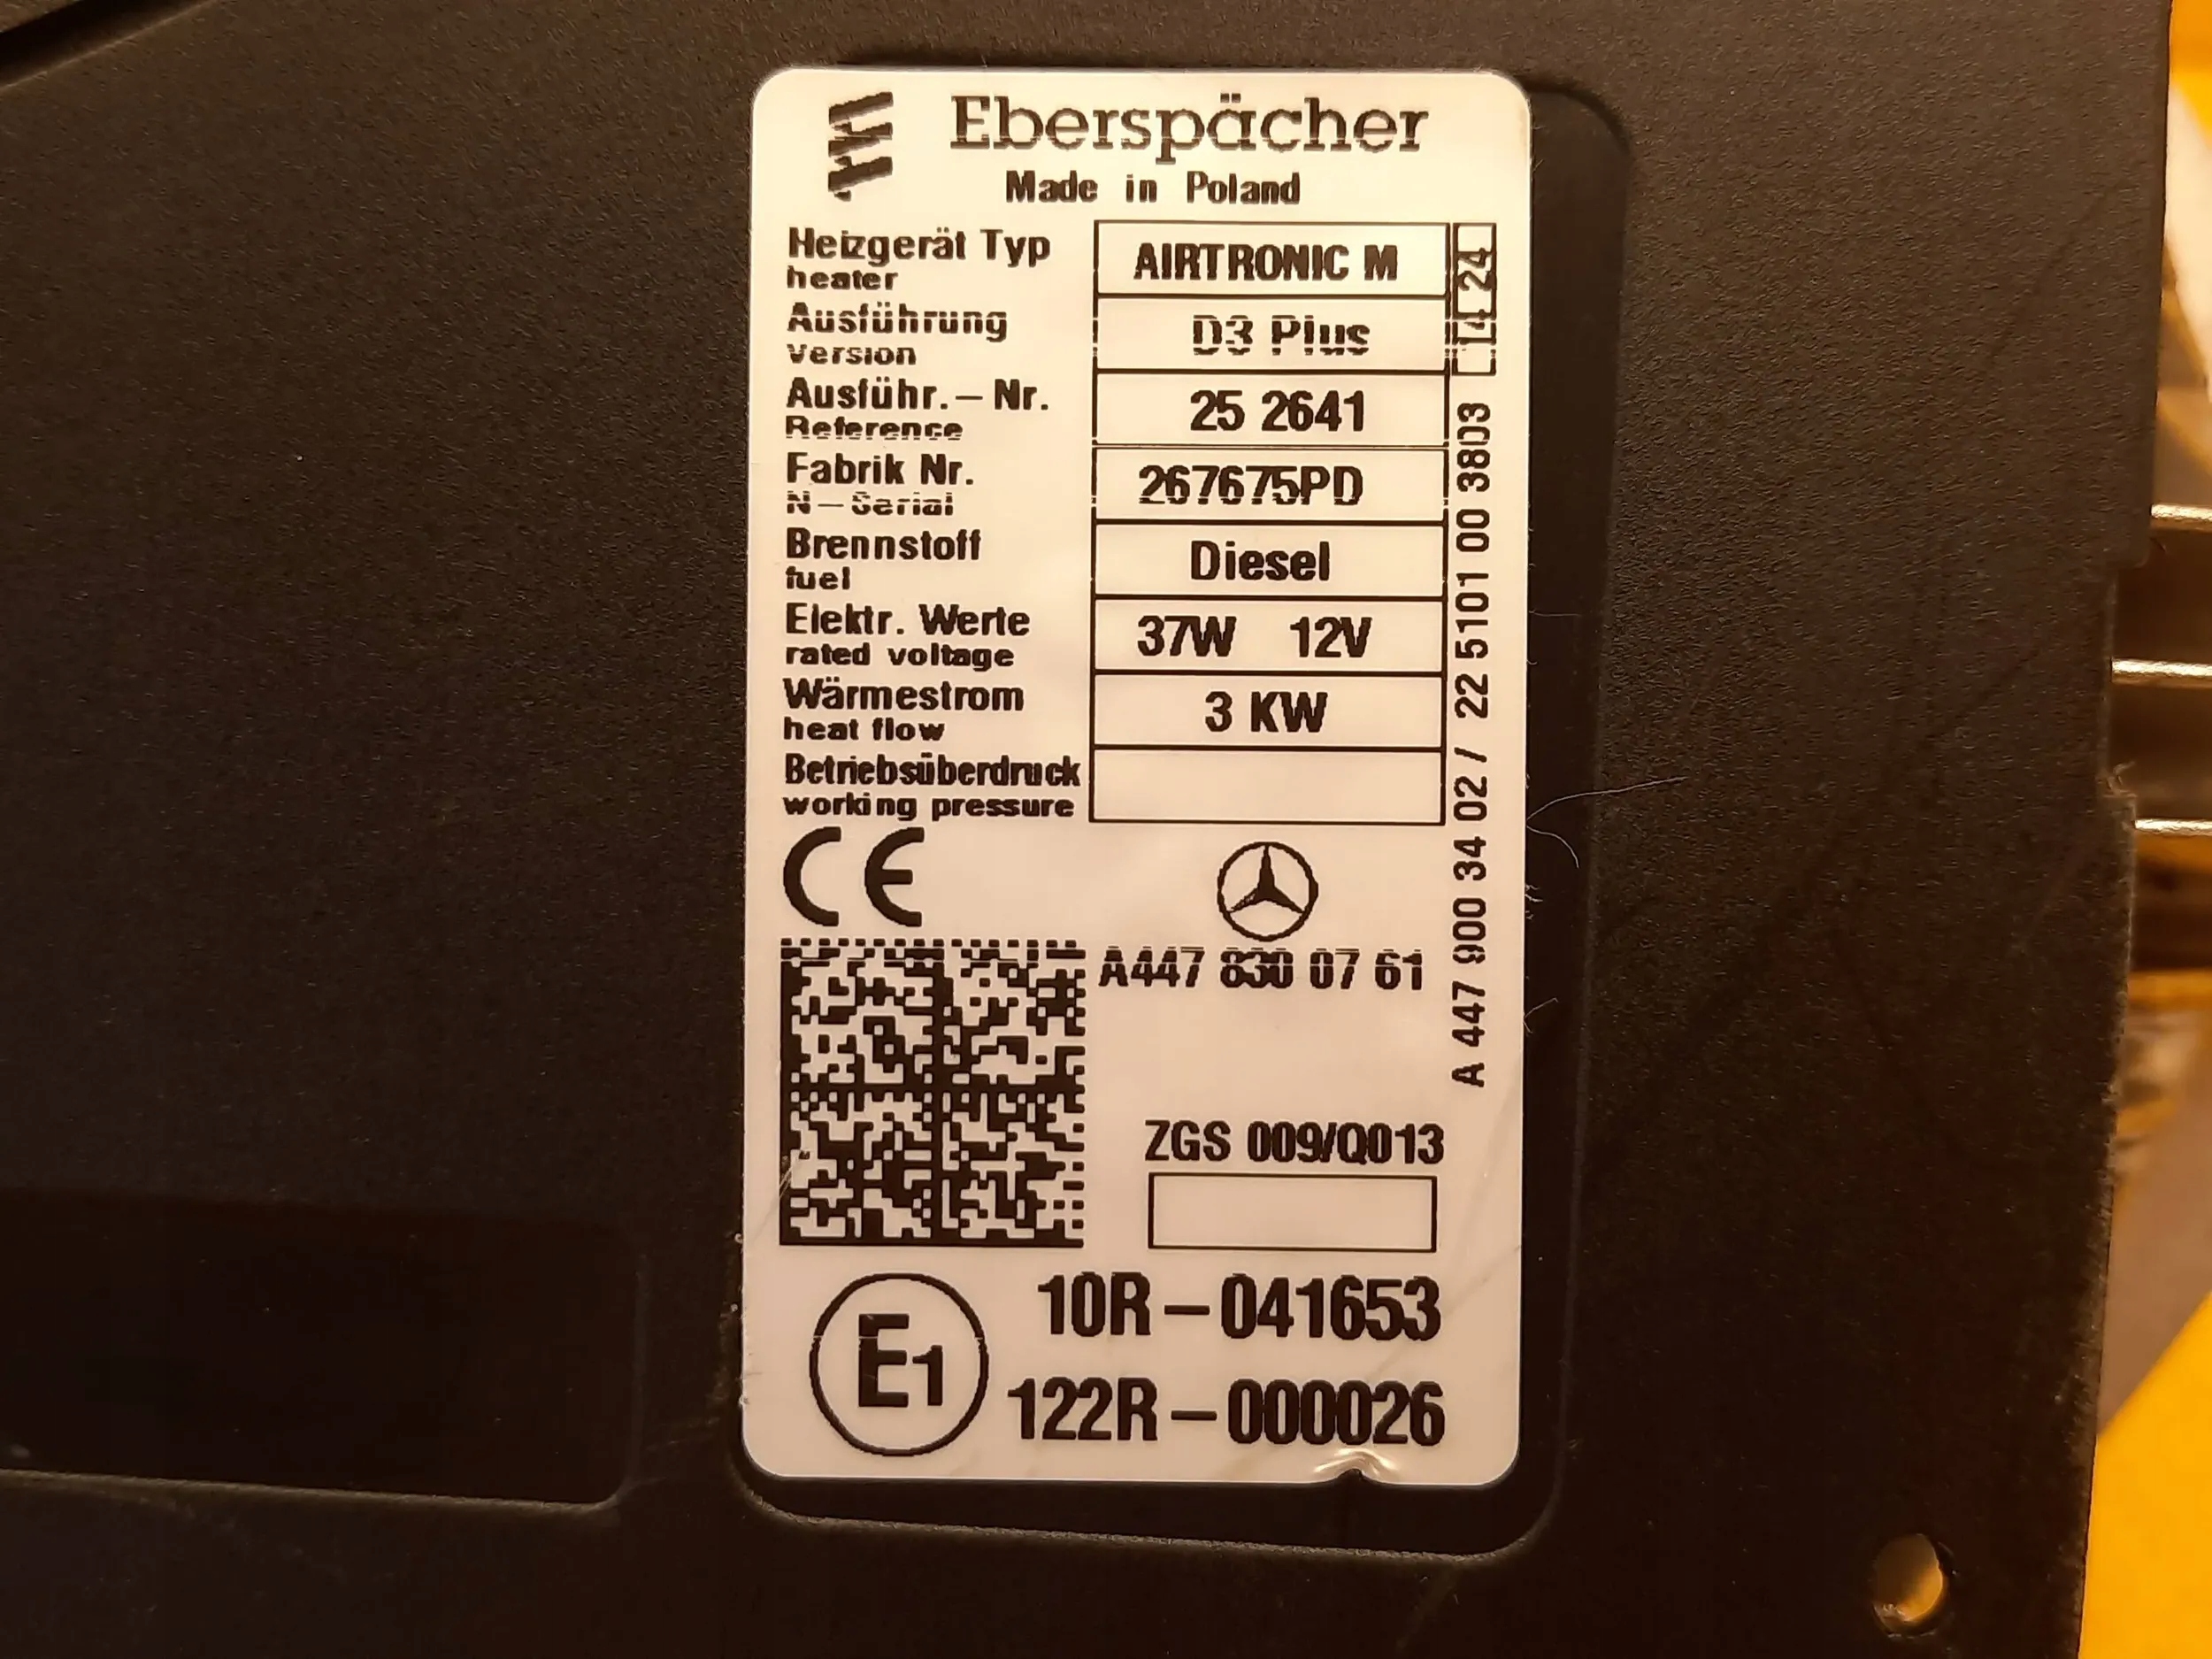 Eberspächer
Made in Poland
Heizgerät Typ
heater
AIRTRONIC M
Ausführung
Version
D3 Plus
Ausführ.– Nr.
Reference
25 2641
Fabrik Nr.
N–Serial
267675PD
Brennstoff
fuel
Diesel
Elektr. Werte
rated voltage
37W 12V
Wärmestrom
heat flow
3 KW
Betriebsüberdruck
working pressure
14 24
A 447 900 34 02 / 22 5101 00 3803
CE
A447 830 07 61
ZGS 009/Q013
E1
10R–041653
122R–000026